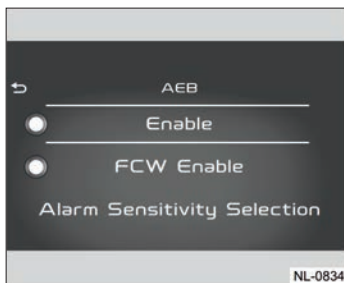 AEB
Enable
FCW Enable
Alarm Sensitivity Selection
NL-0834